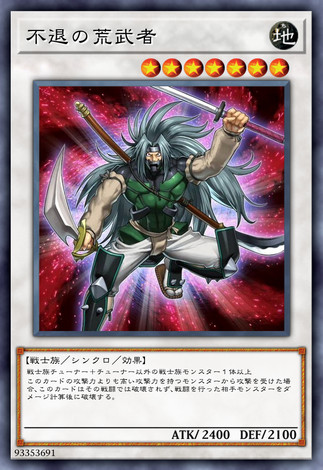 不退の荒武者
地
【戦士族／シンクロ／効果】
戦士族チューナー＋チューナー以外の戦士族モンスター１体以上
このカードの攻撃力よりも高い攻撃力を持つモンスターから攻撃を受けた場
合、このカードはその戦闘では破壊されず、戦闘を行った相手モンスターをダ
メージ計算後に破壊する。
ATK/ 2400 DEF/ 2100
93353691